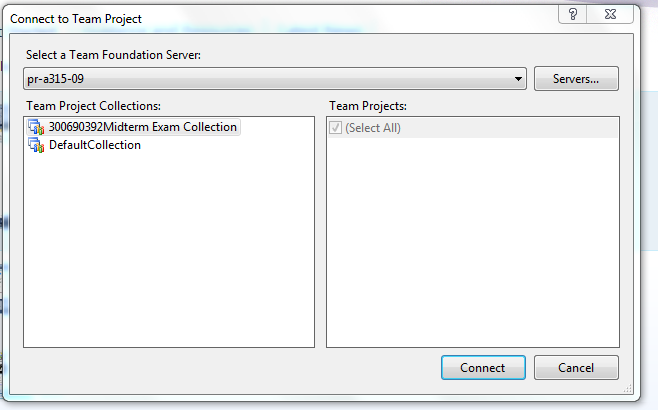 Connect to Team Project
Select a Team Foundation Server:
pr-a315-09
Servers...
Team Project Collections:
Team Projects:
300690392Midterm Exam Collection
(Select All)
DefaultCollection
Connect
Cancel